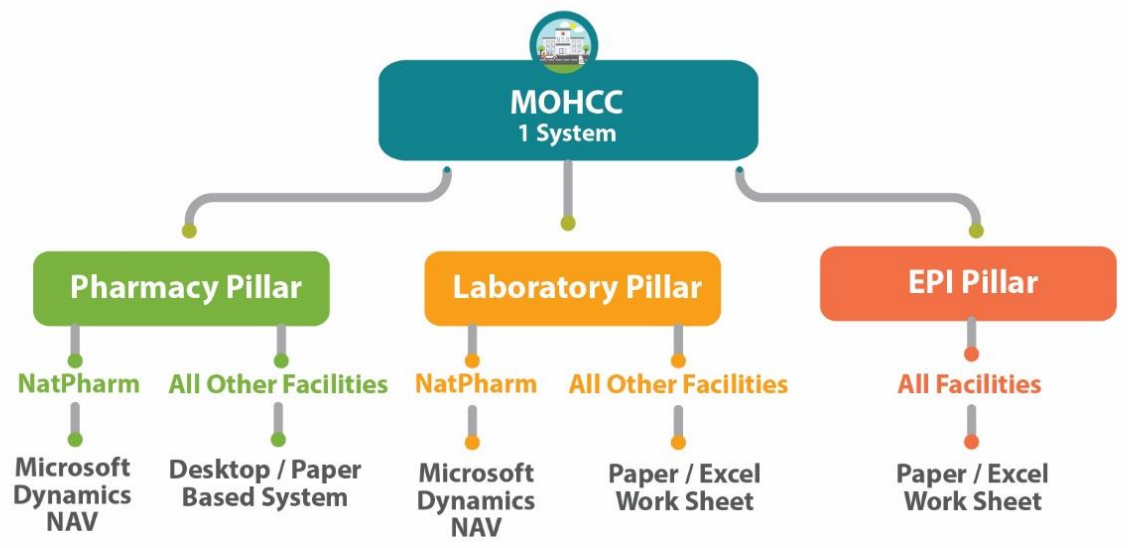 MOHCC
1 System
Pharmacy Pillar
Laboratory Pillar
EPI Pillar
NatPharm
All Other Facilities
NatPharm
All Other Facilities
All Facilities
Microsoft
Dynamics
NAV
Desktop / Paper
Based System
Microsoft
Dynamics
NAV
Paper / Excel
Work Sheet
Paper / Excel
Work Sheet